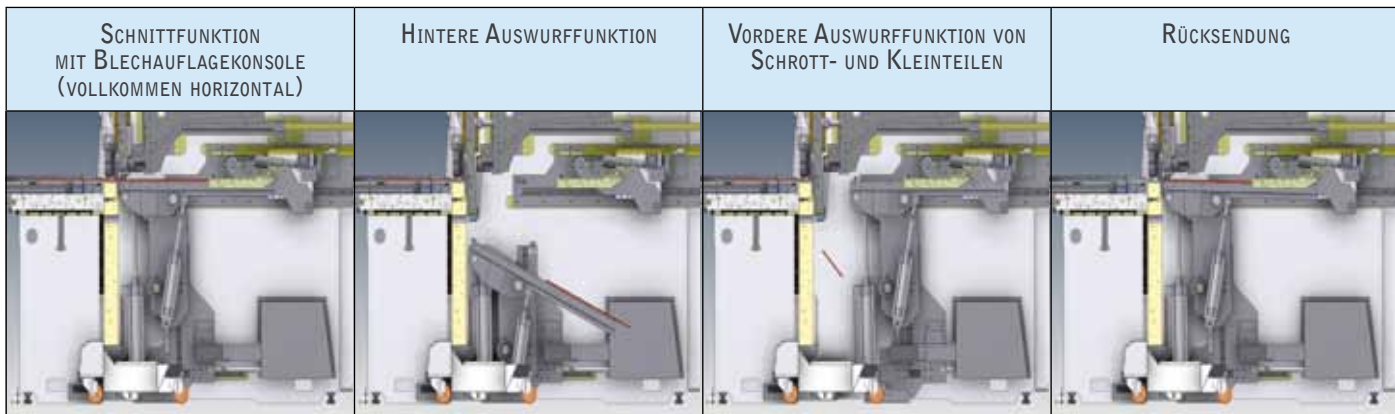 Schnittfunktion
mit Blechauflagekonsole
(vollkommen horizontal)
Hintere Auswurffunktion
Vordere Auswurffunktion von
Schrott- und Kleinteilen
Rücksendung